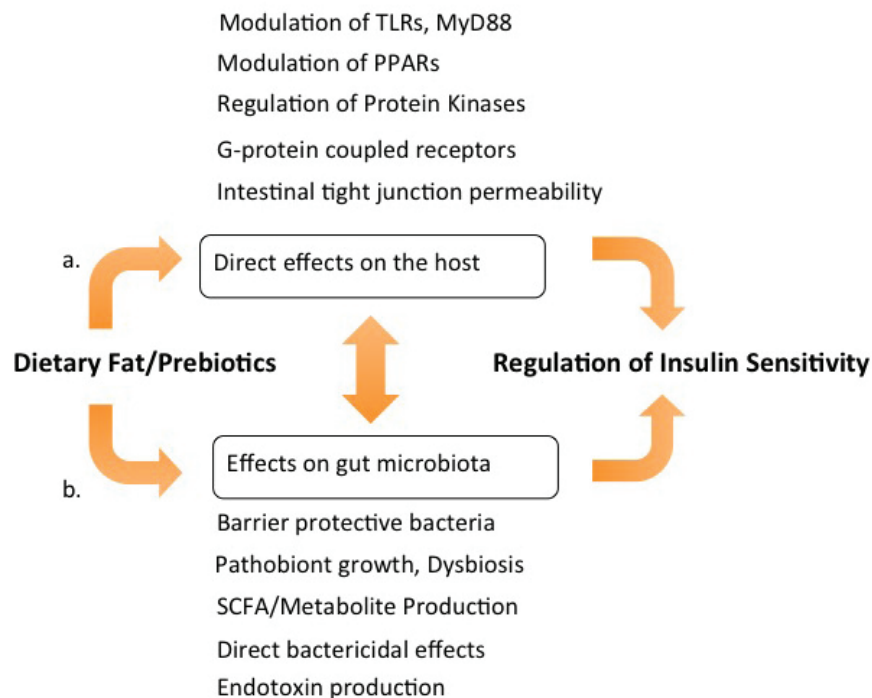 Modulation of TLRs, MyD88
Modulation of PPARs
Regulation of Protein Kinases
G-protein coupled receptors
Intestinal tight junction permeability
a.
Direct effects on the host
Dietary Fat/Prebiotics
Regulation of Insulin Sensitivity
Effects on gut microbiota
b.
Barrier protective bacteria
Pathobiont growth, Dysbiosis
SCFA/Metabolite Production
Direct bactericidal effects
Endotoxin production